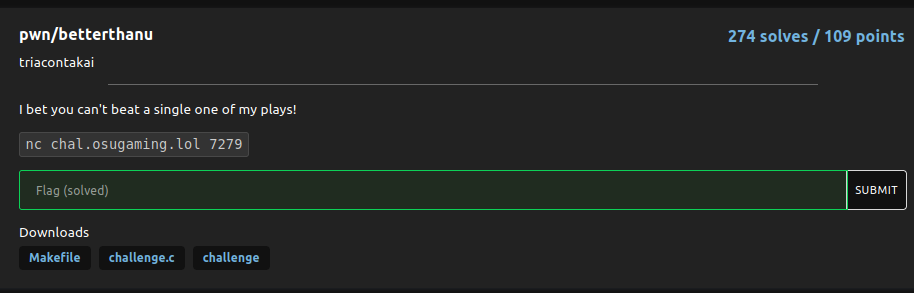 pwn/betterthanu
274 solves / 109 points
triacontakai
I bet you can't beat a single one of my plays!
nc chal.osugaming.lol 7279
Flag (solved)
SUBMIT
Downloads
Makefile challenge.c challenge